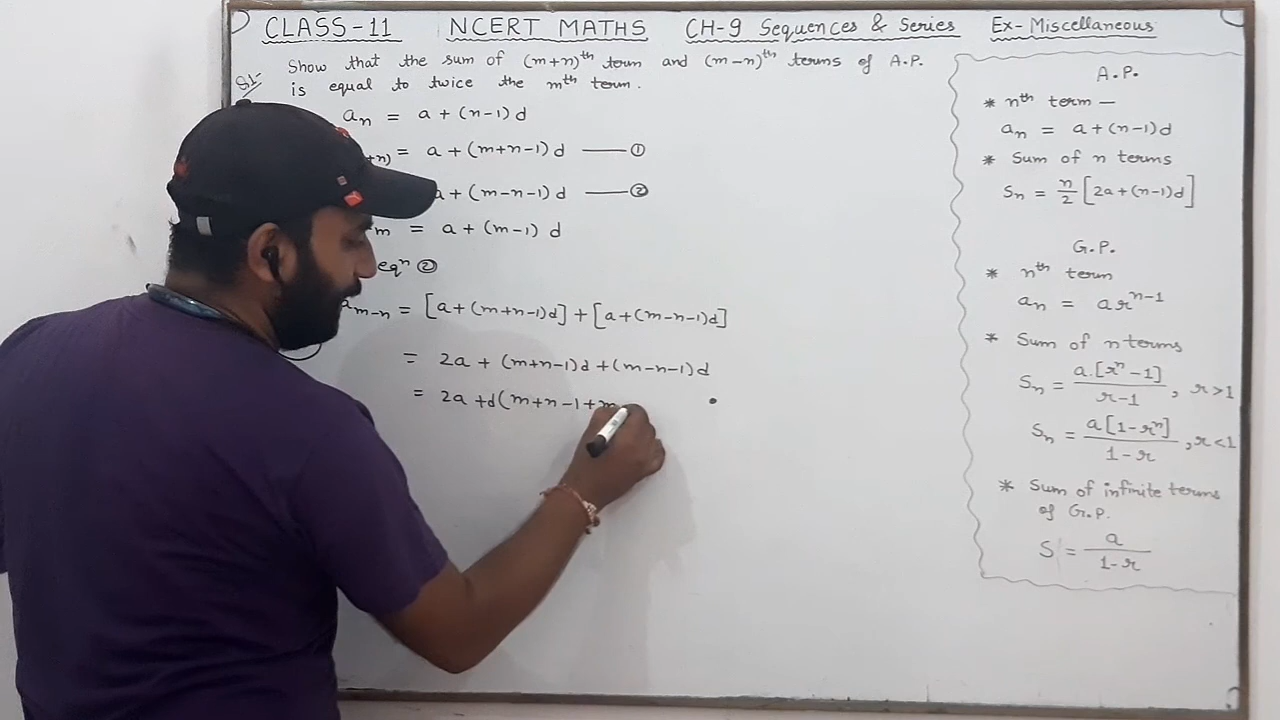 CLASS-11 NCERT MATHS CH-9 Sequences & Series Ex-Miscellaneous
Q1- Show that the sum of (m+n)th term and (m-n)th terms of A.P.
is equal to twice the mth term.
an = a+(n-1)d
+n) = a+(m+n-1)d —— ①
a+(m-n-1)d —— ②
m = a+(m-1) d
eqn ②
am-n = [a+(m+n-1)d]+[a+(m-n-1)d]
= 2a + (m+n-1)d+(m-n-1)d
= 2a +d(m+n-1+m
A.P.
* nth term —
an = a+(n-1)d
* Sum of n terms
Sn = n/2 [2a+(n-1)d]
G.P.
* nth term
an = ar^n-1
* Sum of n terms
Sn = a[r^n-1]/r-1, r>1
Sn = a[1-r^n]/1-r, r<1
* Sum of infinite terms
of G.P.
S = a/1-r